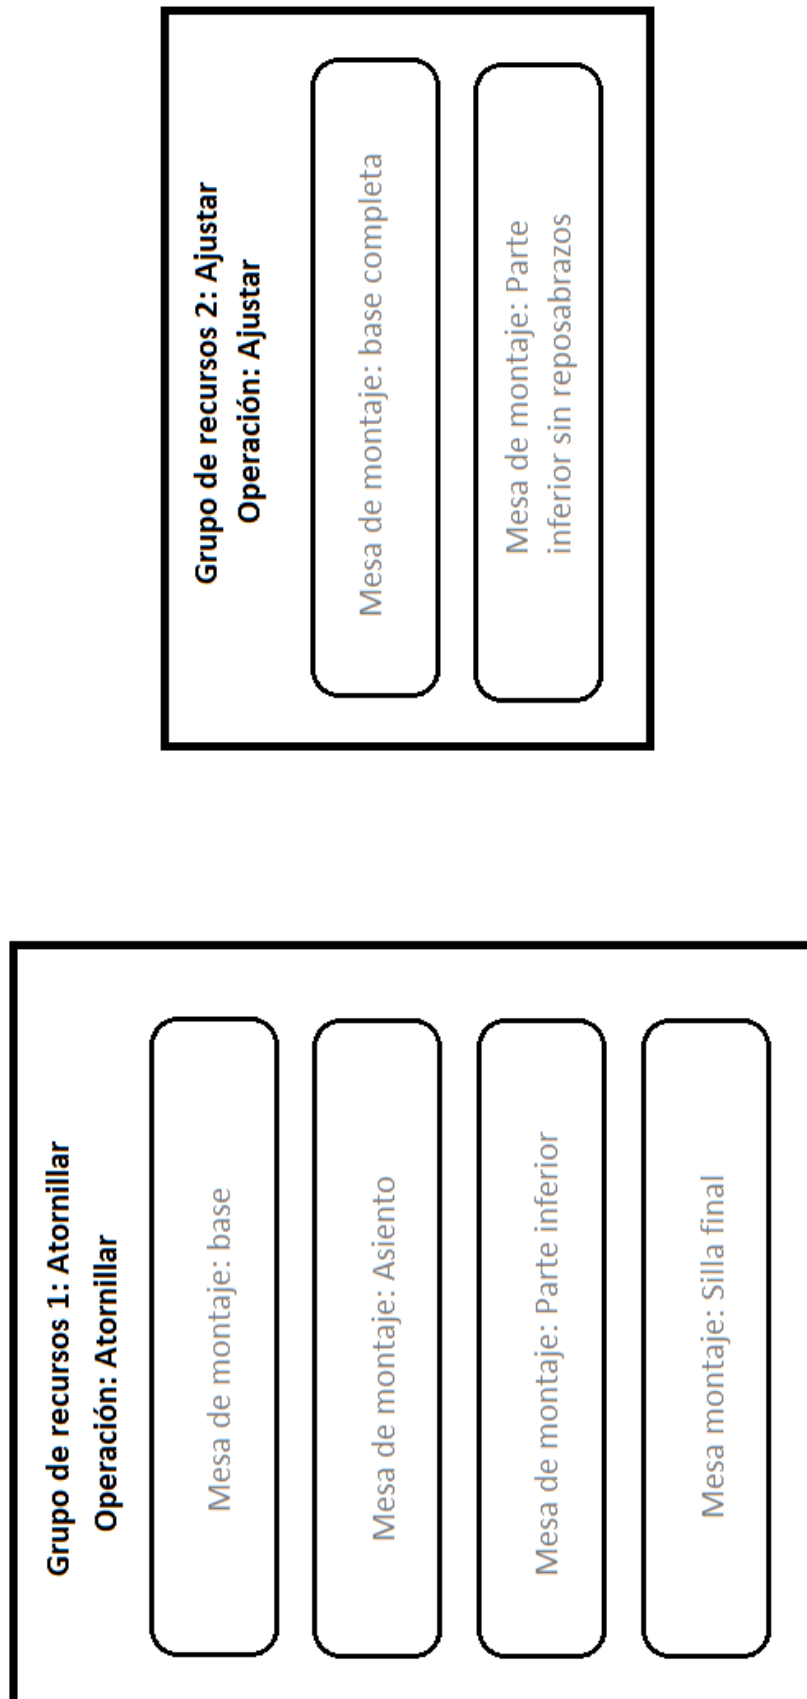 Grupo de recursos 1: Atornillar
Operación: Atornillar
Mesa de montaje: base
Mesa de montaje: Asiento
Mesa de montaje: Parte inferior
Mesa montaje: Silla final
Grupo de recursos 2: Ajustar
Operación: Ajustar
Mesa de montaje: base completa
Mesa de montaje: Parte
inferior sin reposabrazos